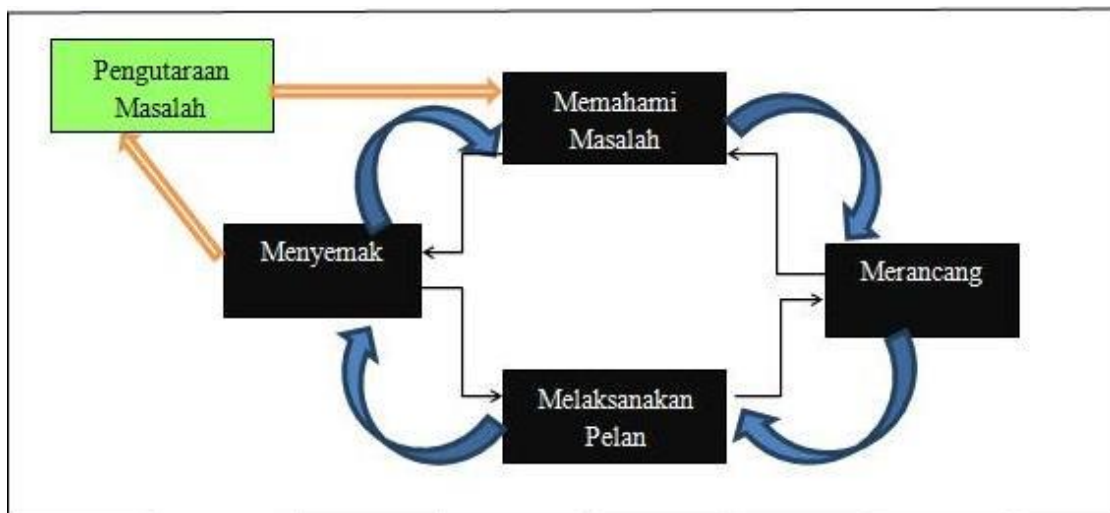 Pengutaraan
Masalah
Memahami
Masalah
Menyemak
Merancang
Melaksanakan
Pelan